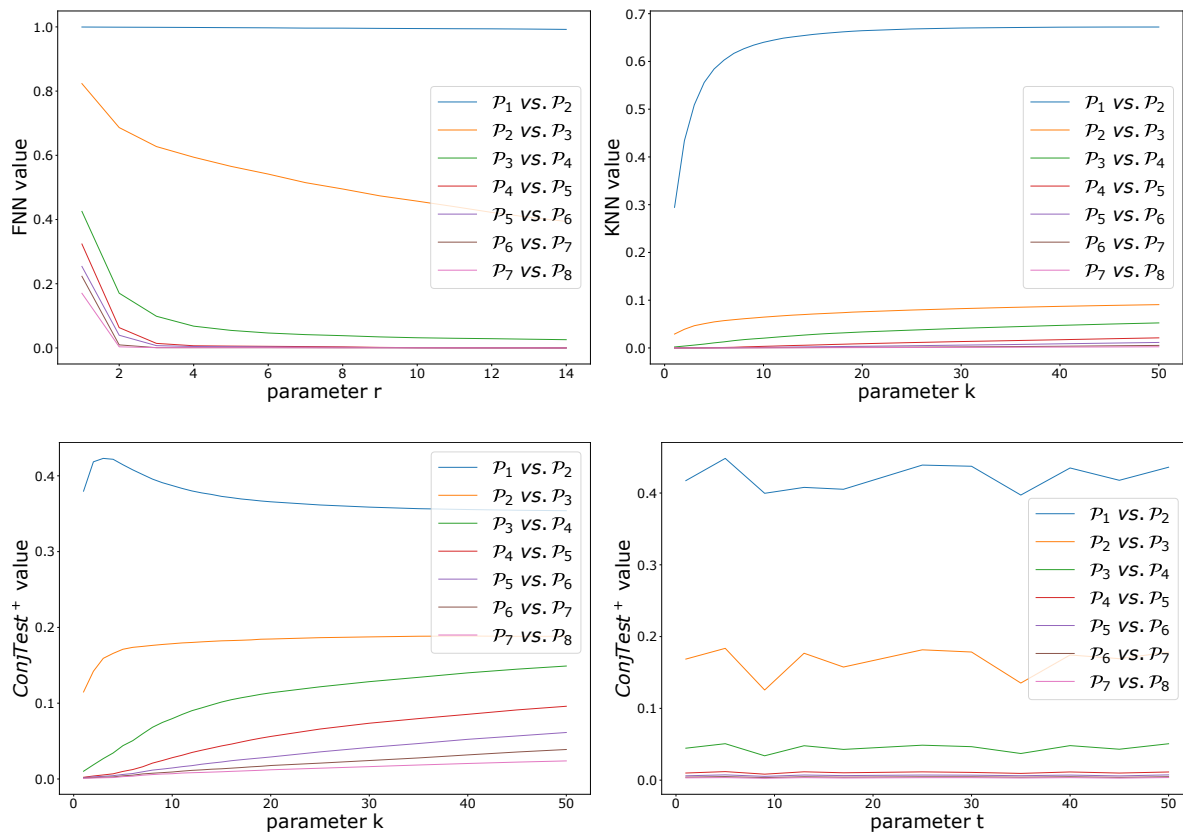 1.0
0.8
0.6
0.4
0.2
0.0
FNN value
2
4
6
8
10
12
14
parameter r
𝒫1 vs. 𝒫2
𝒫2 vs. 𝒫3
𝒫3 vs. 𝒫4
𝒫4 vs. 𝒫5
𝒫5 vs. 𝒫6
𝒫6 vs. 𝒫7
𝒫7 vs. 𝒫8
0.7
0.6
0.5
0.4
0.3
0.2
0.1
0.0
KNN value
0
10
20
30
40
50
parameter k
𝒫1 vs. 𝒫2
𝒫2 vs. 𝒫3
𝒫3 vs. 𝒫4
𝒫4 vs. 𝒫5
𝒫5 vs. 𝒫6
𝒫6 vs. 𝒫7
𝒫7 vs. 𝒫8
0.4
0.3
0.2
0.1
0.0
ConjTest+ value
0
10
20
30
40
50
parameter k
𝒫1 vs. 𝒫2
𝒫2 vs. 𝒫3
𝒫3 vs. 𝒫4
𝒫4 vs. 𝒫5
𝒫5 vs. 𝒫6
𝒫6 vs. 𝒫7
𝒫7 vs. 𝒫8
0.4
0.3
0.2
0.1
0.0
ConjTest+ value
0
10
20
30
40
50
parameter t
𝒫1 vs. 𝒫2
𝒫2 vs. 𝒫3
𝒫3 vs. 𝒫4
𝒫4 vs. 𝒫5
𝒫5 vs. 𝒫6
𝒫6 vs. 𝒫7
𝒫7 vs. 𝒫8